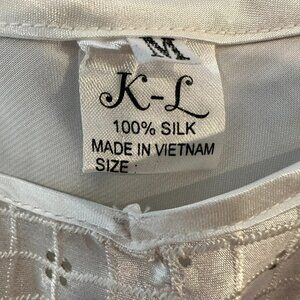 M
K-L
100% SILK
MADE IN VIETNAM
SIZE :